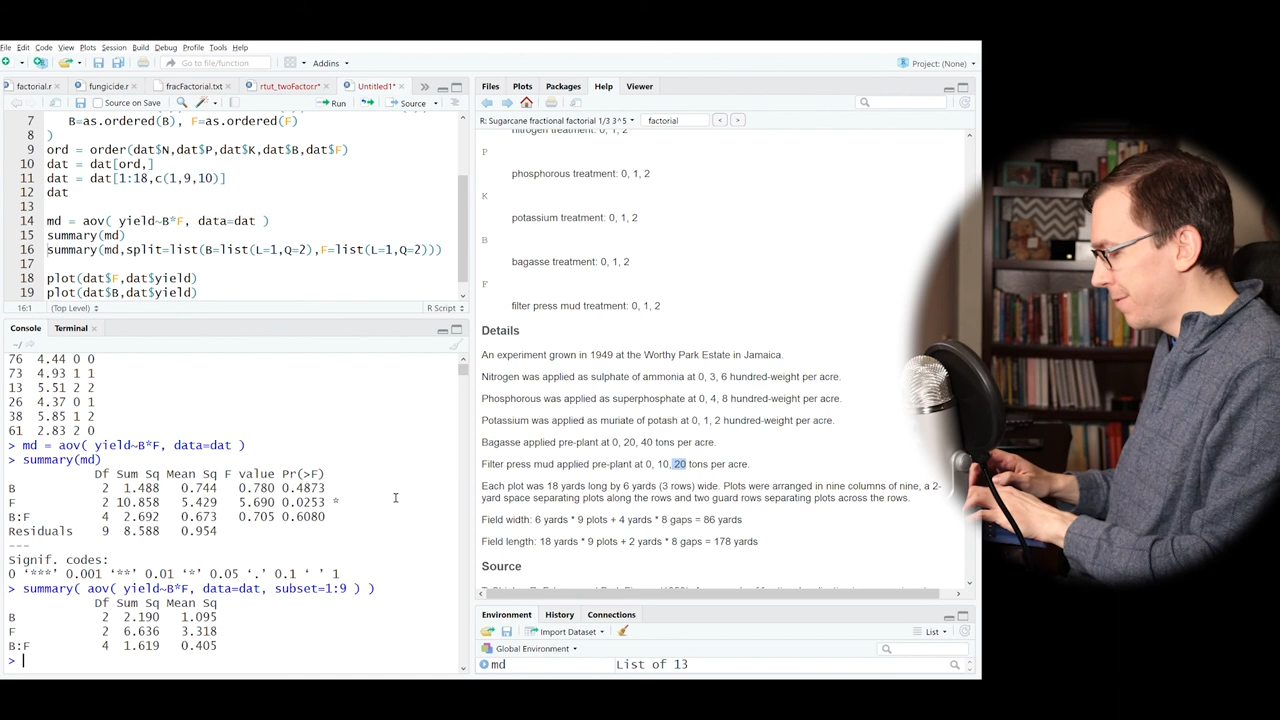 File Edit Code View Plots Session Build Debug Profile Tools Help
Go to file/function
Addins
Project: (None)
factorial.r
fungicide.r
fracFactorial.txt
rtut_twoFactor.r*
Untitled1*
Source on Save
Run
Source
7 B=as.ordered(B), F=as.ordered(F)
8 )
9 ord = order(dat$N,dat$P,dat$K,dat$B,dat$F)
10 dat = dat[ord,]
11 dat = dat[1:18,c(1,9,10)]
12 dat
13
14 md = aov( yield~B*F, data=dat )
15 summary(md)
16 summary(md,split=list(B=list(L=1,Q=2),F=list(L=1,Q=2)))
17
18 plot(dat$F,dat$yield)
19 plot(dat$B,dat$yield)
16:1 (Top Level) R Script
Console Terminal
~/
76 4.44 0 0
73 4.93 1 1
13 5.51 2 2
26 4.37 0 1
38 5.85 1 2
61 2.83 2 0
> md = aov( yield~B*F, data=dat )
> summary(md)
Df Sum Sq Mean Sq F value Pr(>F)
B 2 1.488 0.744 0.780 0.4873
F 2 10.858 5.429 5.690 0.0253 *
B:F 4 2.692 0.673 0.705 0.6080
Residuals 9 8.588 0.954
---
Signif. codes:
0 ‘***’ 0.001 ‘**’ 0.01 ‘*’ 0.05 ‘.’ 0.1 ‘ ’ 1
> summary( aov( yield~B*F, data=dat, subset=1:9 ) )
Df Sum Sq Mean Sq
B 2 2.190 1.095
F 2 6.636 3.318
B:F 4 1.619 0.405
>
Files Plots Packages Help Viewer
R: Sugarcane fractional factorial 1/3 3^5
factorial
nitrogen treatment: 0, 1, 2
P
phosphorous treatment: 0, 1, 2
K
potassium treatment: 0, 1, 2
B
bagasse treatment: 0, 1, 2
F
filter press mud treatment: 0, 1, 2
Details
An experiment grown in 1949 at the Worthy Park Estate in Jamaica.
Nitrogen was applied as sulphate of ammonia at 0, 3, 6 hundred-weight per acre.
Phosphorous was applied as superphosphate at 0, 4, 8 hundred-weight per acre.
Potassium was applied as muriate of potash at 0, 1, 2 hundred-weight per acre.
Bagasse applied pre-plant at 0, 20, 40 tons per acre.
Filter press mud applied pre-plant at 0, 10, 20 tons per acre.
Each plot was 18 yards long by 6 yards (3 rows) wide. Plots were arranged in nine columns of nine, a 2-
yard space separating plots along the rows and two guard rows separating plots across the rows.
Field width: 6 yards * 9 plots + 4 yards * 8 gaps = 86 yards
Field length: 18 yards * 9 plots + 2 yards * 8 gaps = 178 yards
Source
Environment History Connections
Import Dataset
List
Global Environment
md List of 13